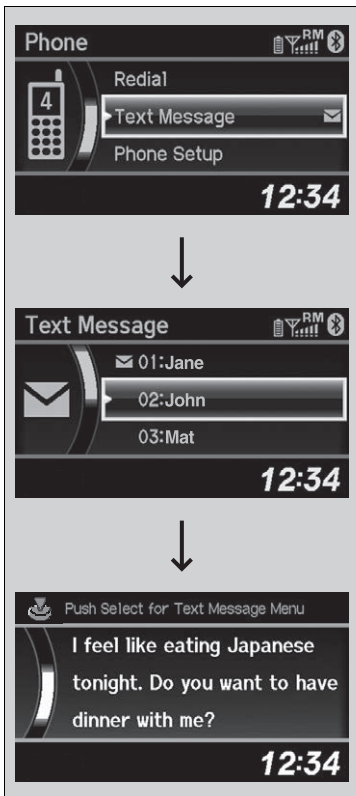 Phone
RM
4
Redial
Text Message
Phone Setup
12:34
Text Message
RM
01:Jane
02:John
03:Mat
12:34
Push Select for Text Message Menu
I feel like eating Japanese
tonight. Do you want to have
dinner with me?
12:34